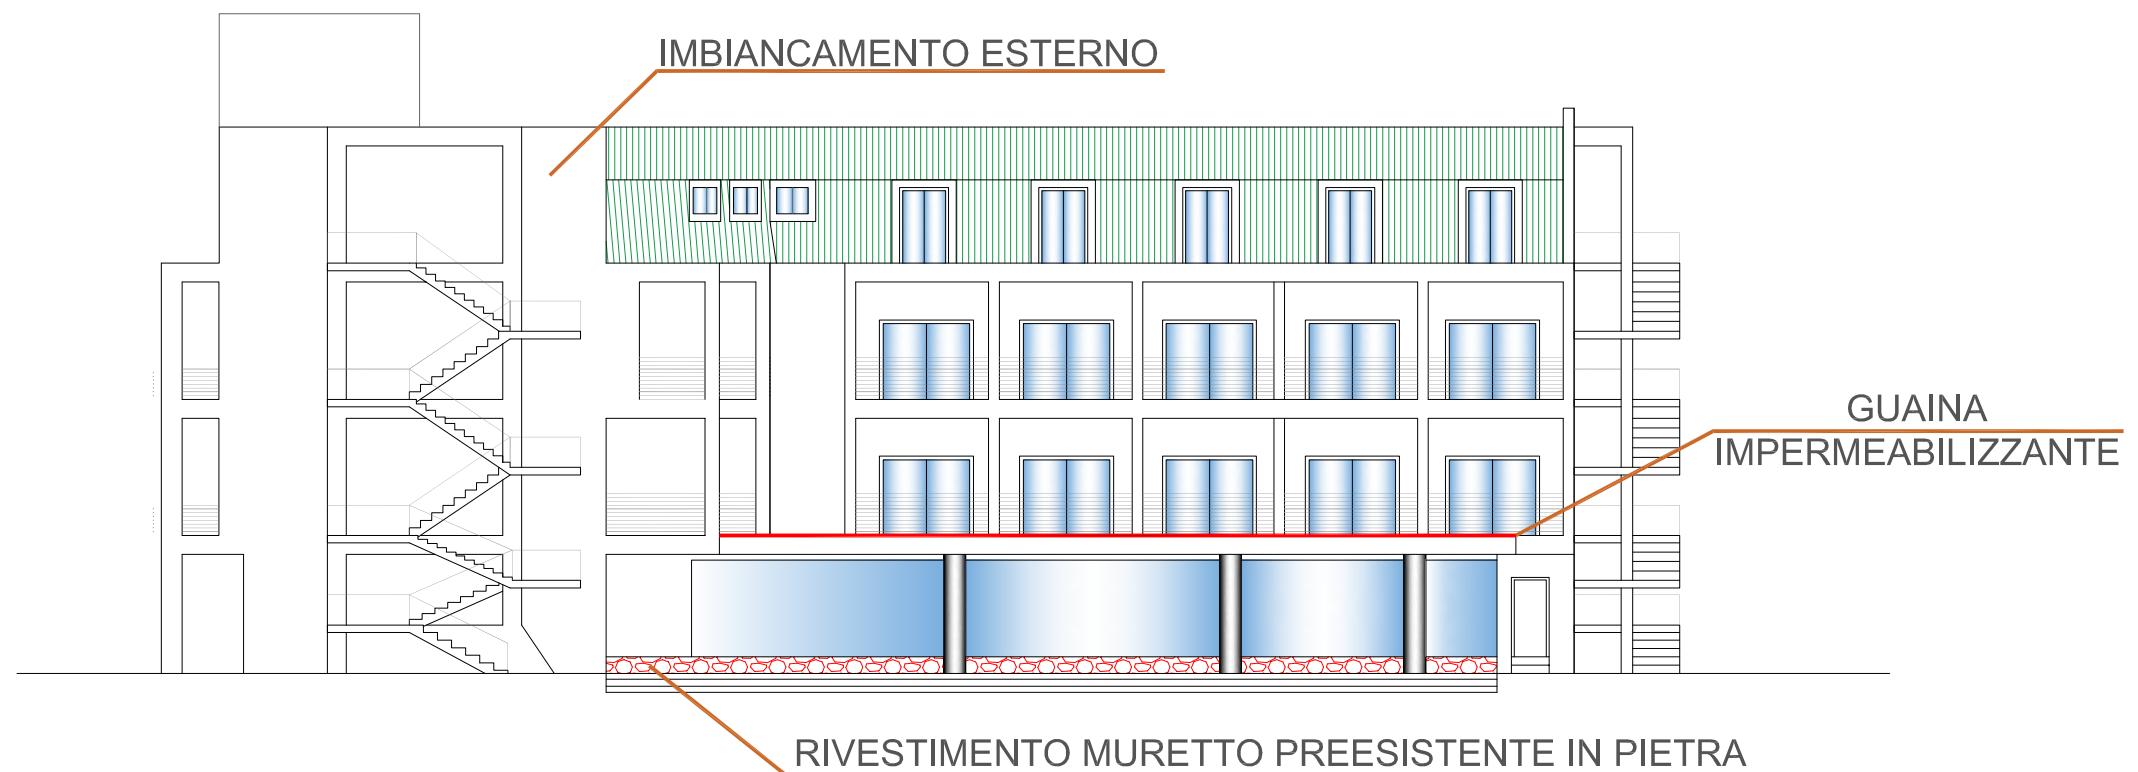 IMBIANCAMENTO ESTERNO
GUAINA
IMPERMEABILIZZANTE
RIVESTIMENTO MURETTO PREESISTENTE IN PIETRA